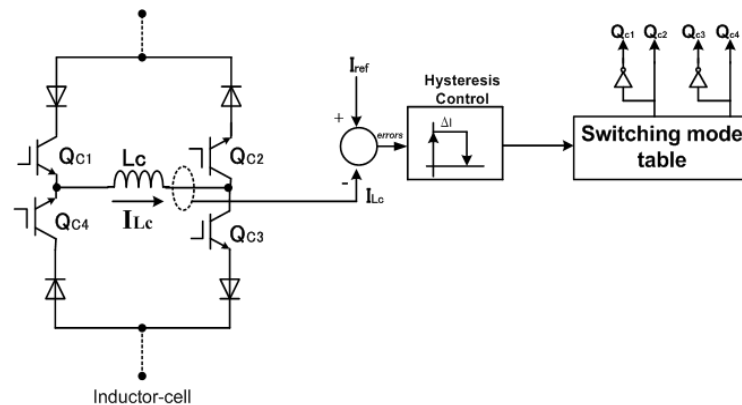 Qc1 Qc2 Qc3 Qc4
Iref
Hysteresis
Control
+
errors
ΔI
Switching mode
table
-
ILc
QC1
Lc
QC2
ILc
QC4
QC3
Inductor-cell